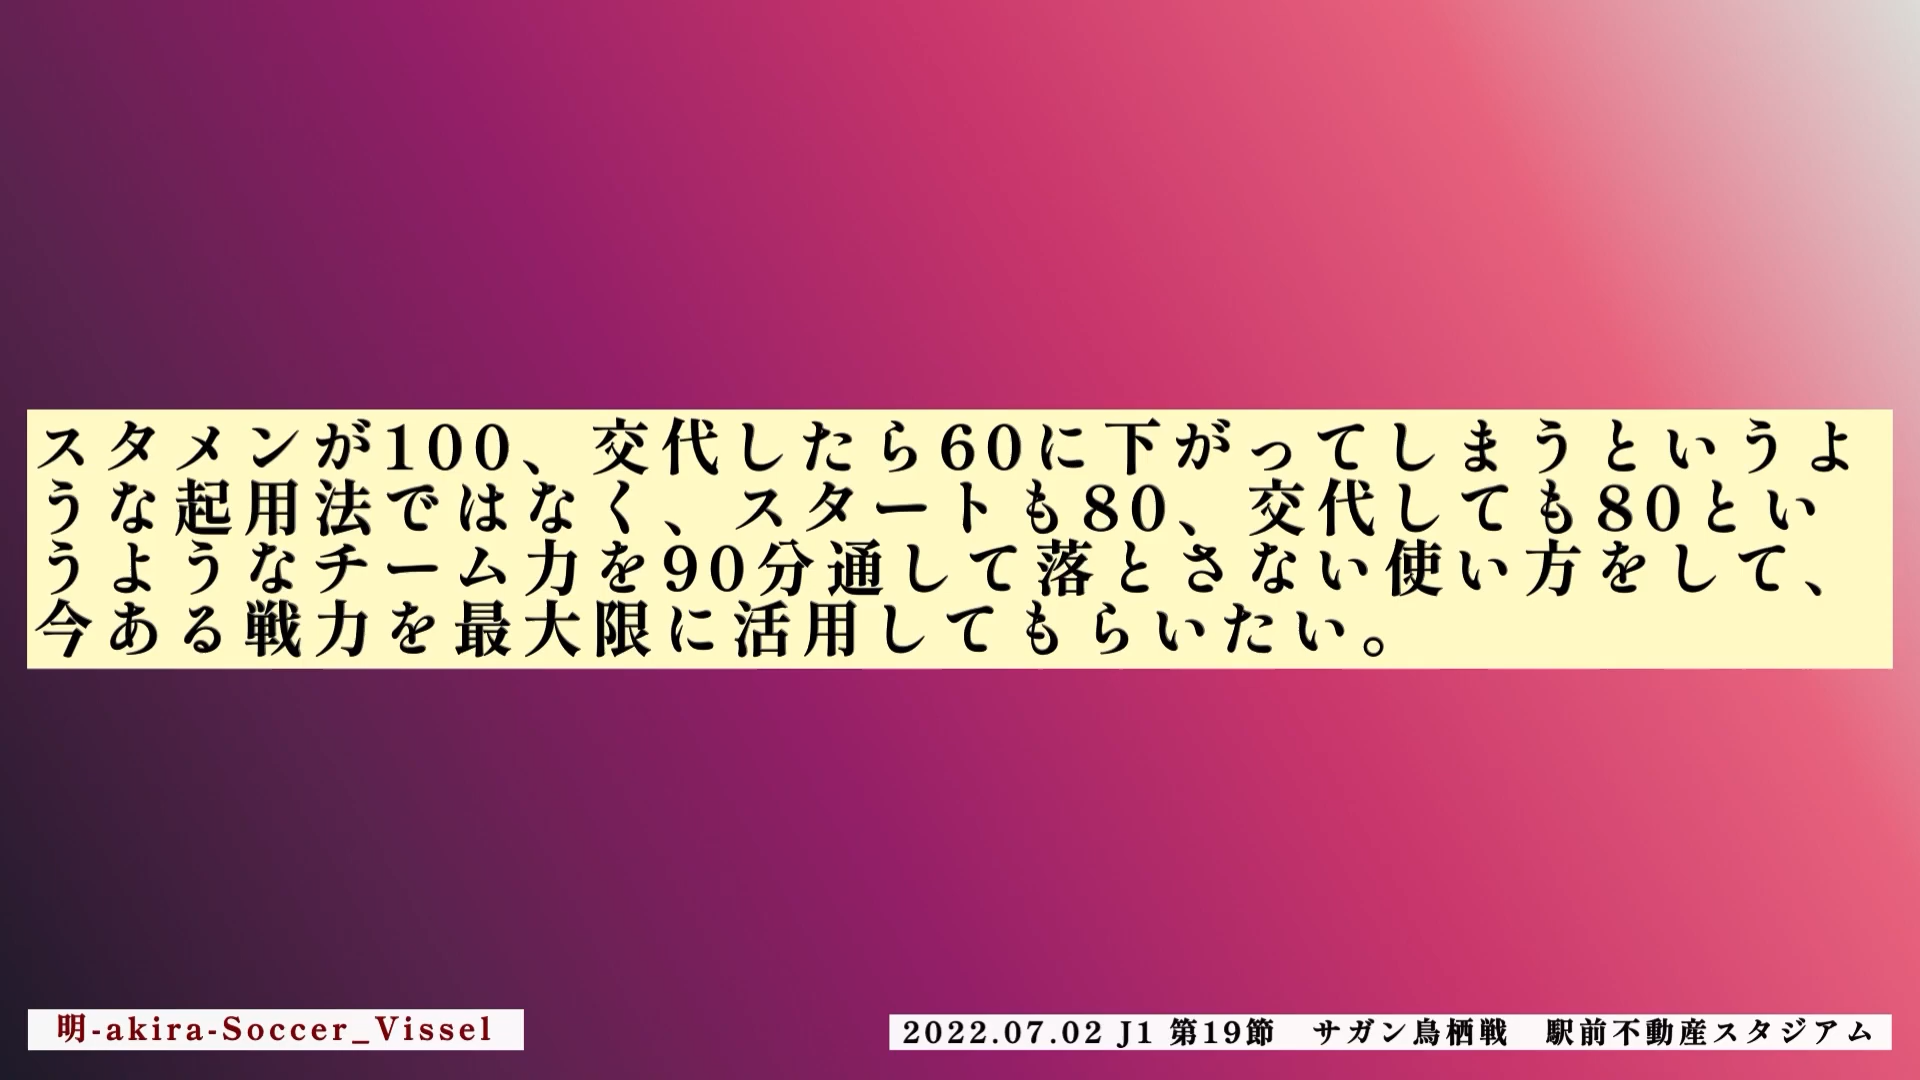 スタメンが100、交代したら60に下がってしまうというよ
うな起用法ではなく、スタートも80、交代しても80とい
うようなチーム力を90分通して落とさない使い方をして、
今ある戦力を最大限に活用してもらいたい。
明-akira-Soccer_Vissel
2022.07.02 J1 第19節　サガン鳥栖戦　駅前不動産スタジアム